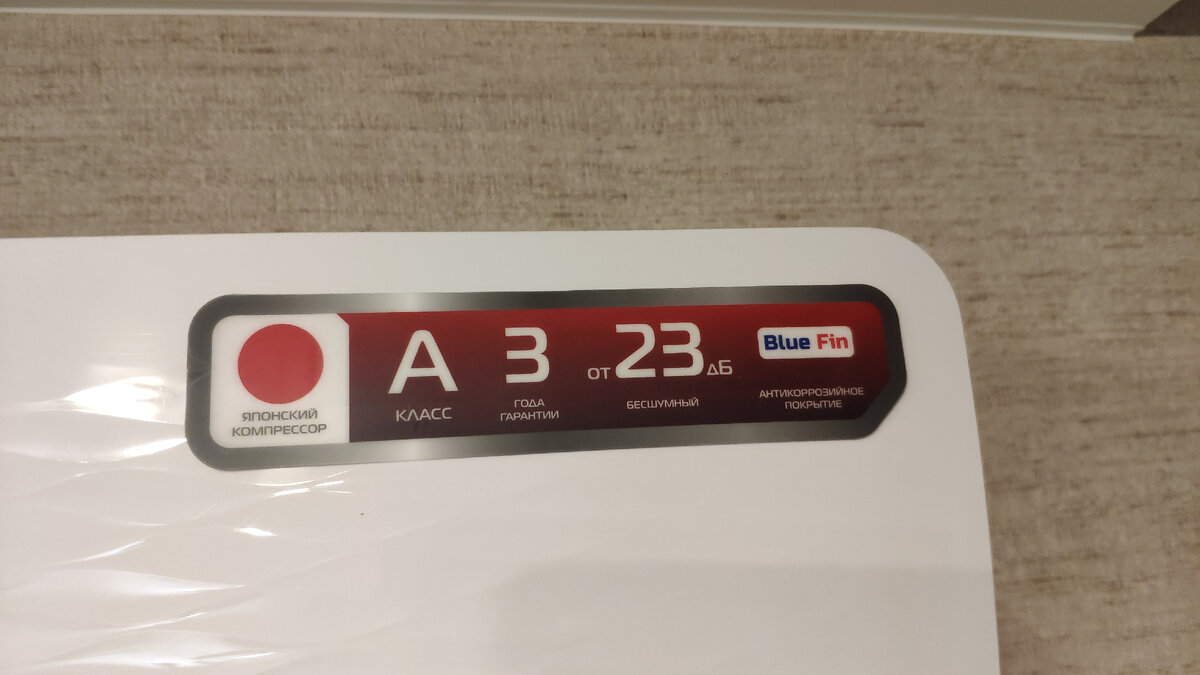 ЯПОНСКИЙ
КОМПРЕССОР
А
КЛАСС
3
ГОДА
ГАРАНТИИ
ОТ 23 дБ
БЕСШУМНЫЙ
Blue Fin
АНТИКОРРОЗИЙНОЕ
ПОКРЫТИЕ